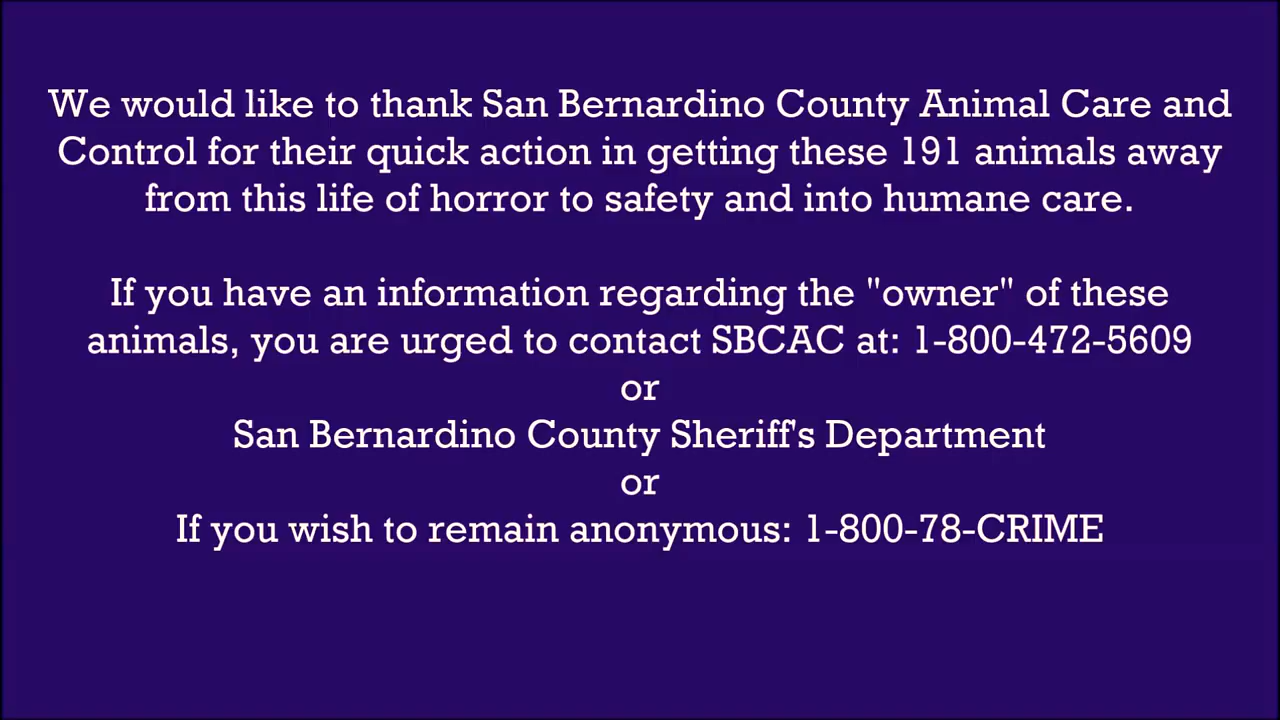 We would like to thank San Bernardino County Animal Care and
Control for their quick action in getting these 191 animals away
from this life of horror to safety and into humane care.
If you have an information regarding the "owner" of these
animals, you are urged to contact SBCAC at: 1-800-472-5609
or
San Bernardino County Sheriff's Department
or
If you wish to remain anonymous: 1-800-78-CRIME